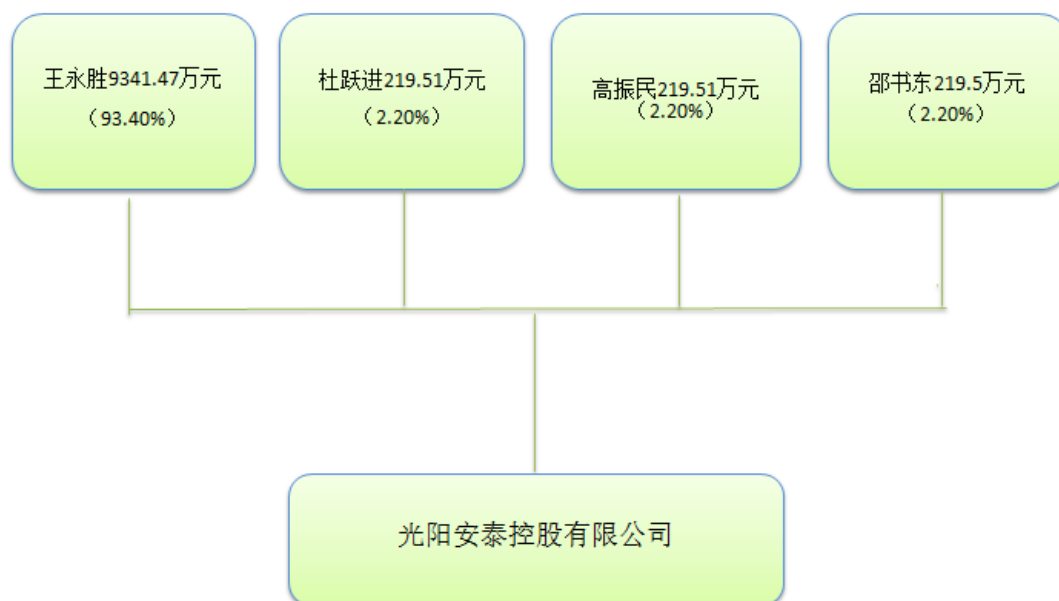 王永胜9341.47万元
（93.40%）
杜跃进219.51万元
（2.20%）
高振民219.51万元
（2.20%）
邵书东219.5万元
（2.20%）
光阳安泰控股有限公司